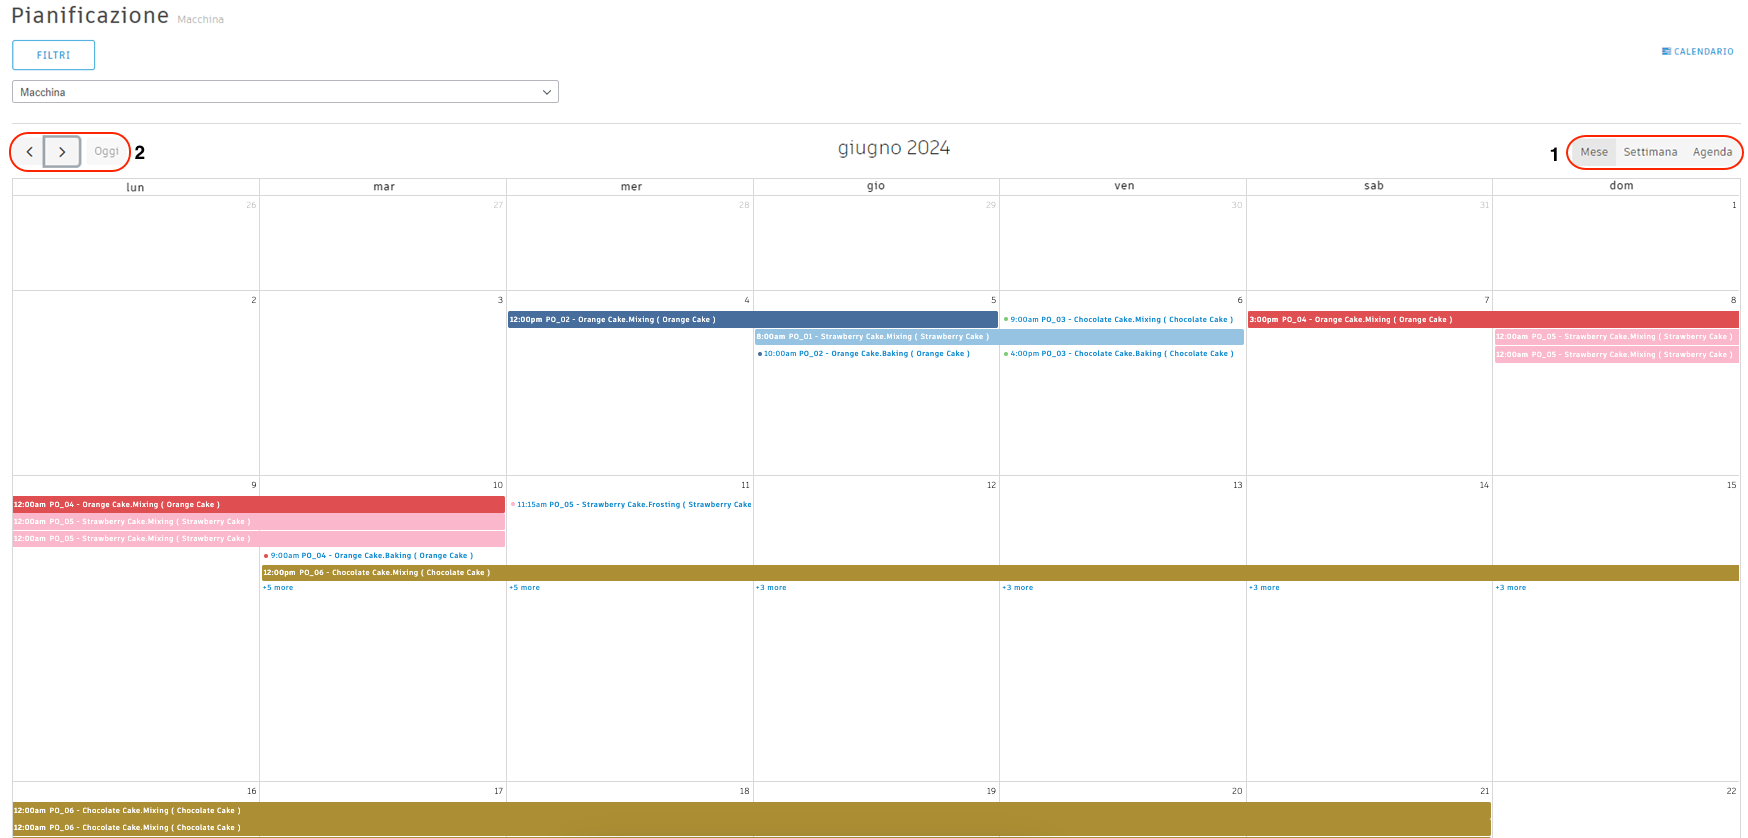 Pianificazione Macchina
FILTRI
CALENDARIO
Macchina
Oggi 2
giugno 2024
1 Mese Settimana Agenda
lun mar mer gio ven sab dom
26 27 28 29 30 31 1
2 3 4 5 6 7 8
12:00pm PO_02 - Orange Cake.Mixing ( Orange Cake )
9:00am PO_03 - Chocolate Cake.Mixing ( Chocolate Cake )
3:00pm PO_04 - Orange Cake.Mixing ( Orange Cake )
8:00am PO_01 - Strawberry Cake.Mixing ( Strawberry Cake )
12:00am PO_05 - Strawberry Cake.Mixing ( Strawberry Cake )
10:00am PO_02 - Orange Cake.Baking ( Orange Cake )
4:00pm PO_03 - Chocolate Cake.Baking ( Chocolate Cake )
12:00am PO_05 - Strawberry Cake.Mixing ( Strawberry Cake )
9 10 11 12 13 14 15
12:00am PO_04 - Orange Cake.Mixing ( Orange Cake )
11:15am PO_05 - Strawberry Cake.Frosting ( Strawberry Cake
12:00am PO_05 - Strawberry Cake.Mixing ( Strawberry Cake )
12:00am PO_05 - Strawberry Cake.Mixing ( Strawberry Cake )
9:00am PO_04 - Orange Cake.Baking ( Orange Cake )
12:00pm PO_06 - Chocolate Cake.Mixing ( Chocolate Cake )
+5 more +5 more +3 more +3 more +3 more +3 more
16 17 18 19 20 21 22
12:00am PO_06 - Chocolate Cake.Mixing ( Chocolate Cake )
12:00am PO_06 - Chocolate Cake.Mixing ( Chocolate Cake )